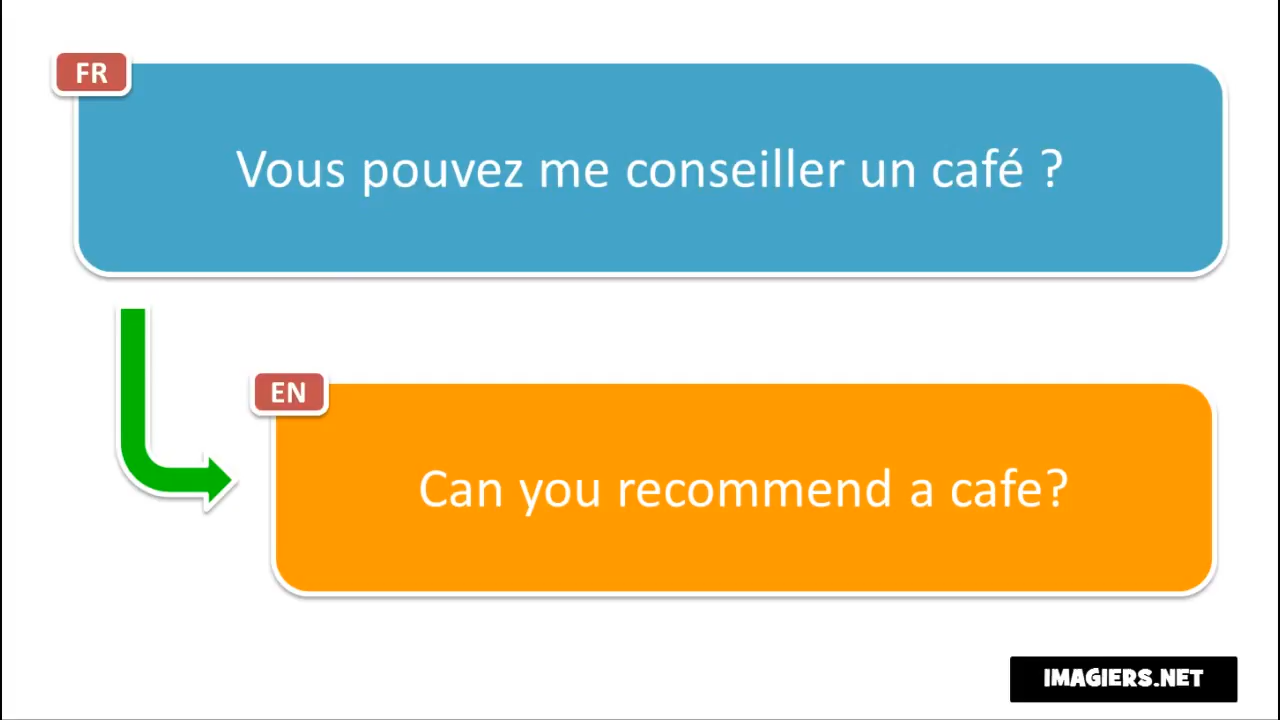 FR
Vous pouvez me conseiller un café ?
EN
Can you recommend a cafe?
IMAGIERS.NET